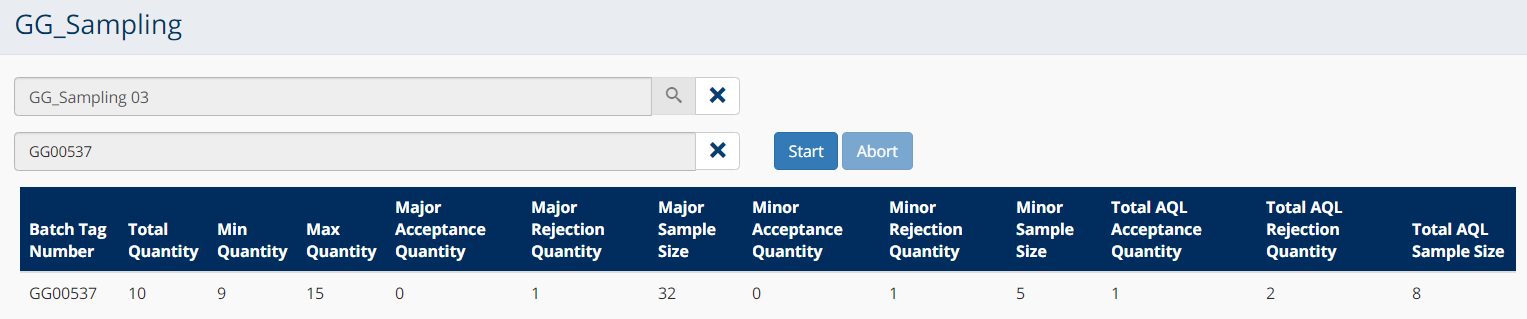 GG_Sampling
GG_Sampling 03
GG00537
Start
Abort
Batch Tag Number
Total Quantity
Min Quantity
Max Quantity
Major Acceptance Quantity
Major Rejection Quantity
Major Sample Size
Minor Acceptance Quantity
Minor Rejection Quantity
Minor Sample Size
Total AQL Acceptance Quantity
Total AQL Rejection Quantity
Total AQL Sample Size
GG00537 10 9 15 0 1 32 0 1 5 1 2 8